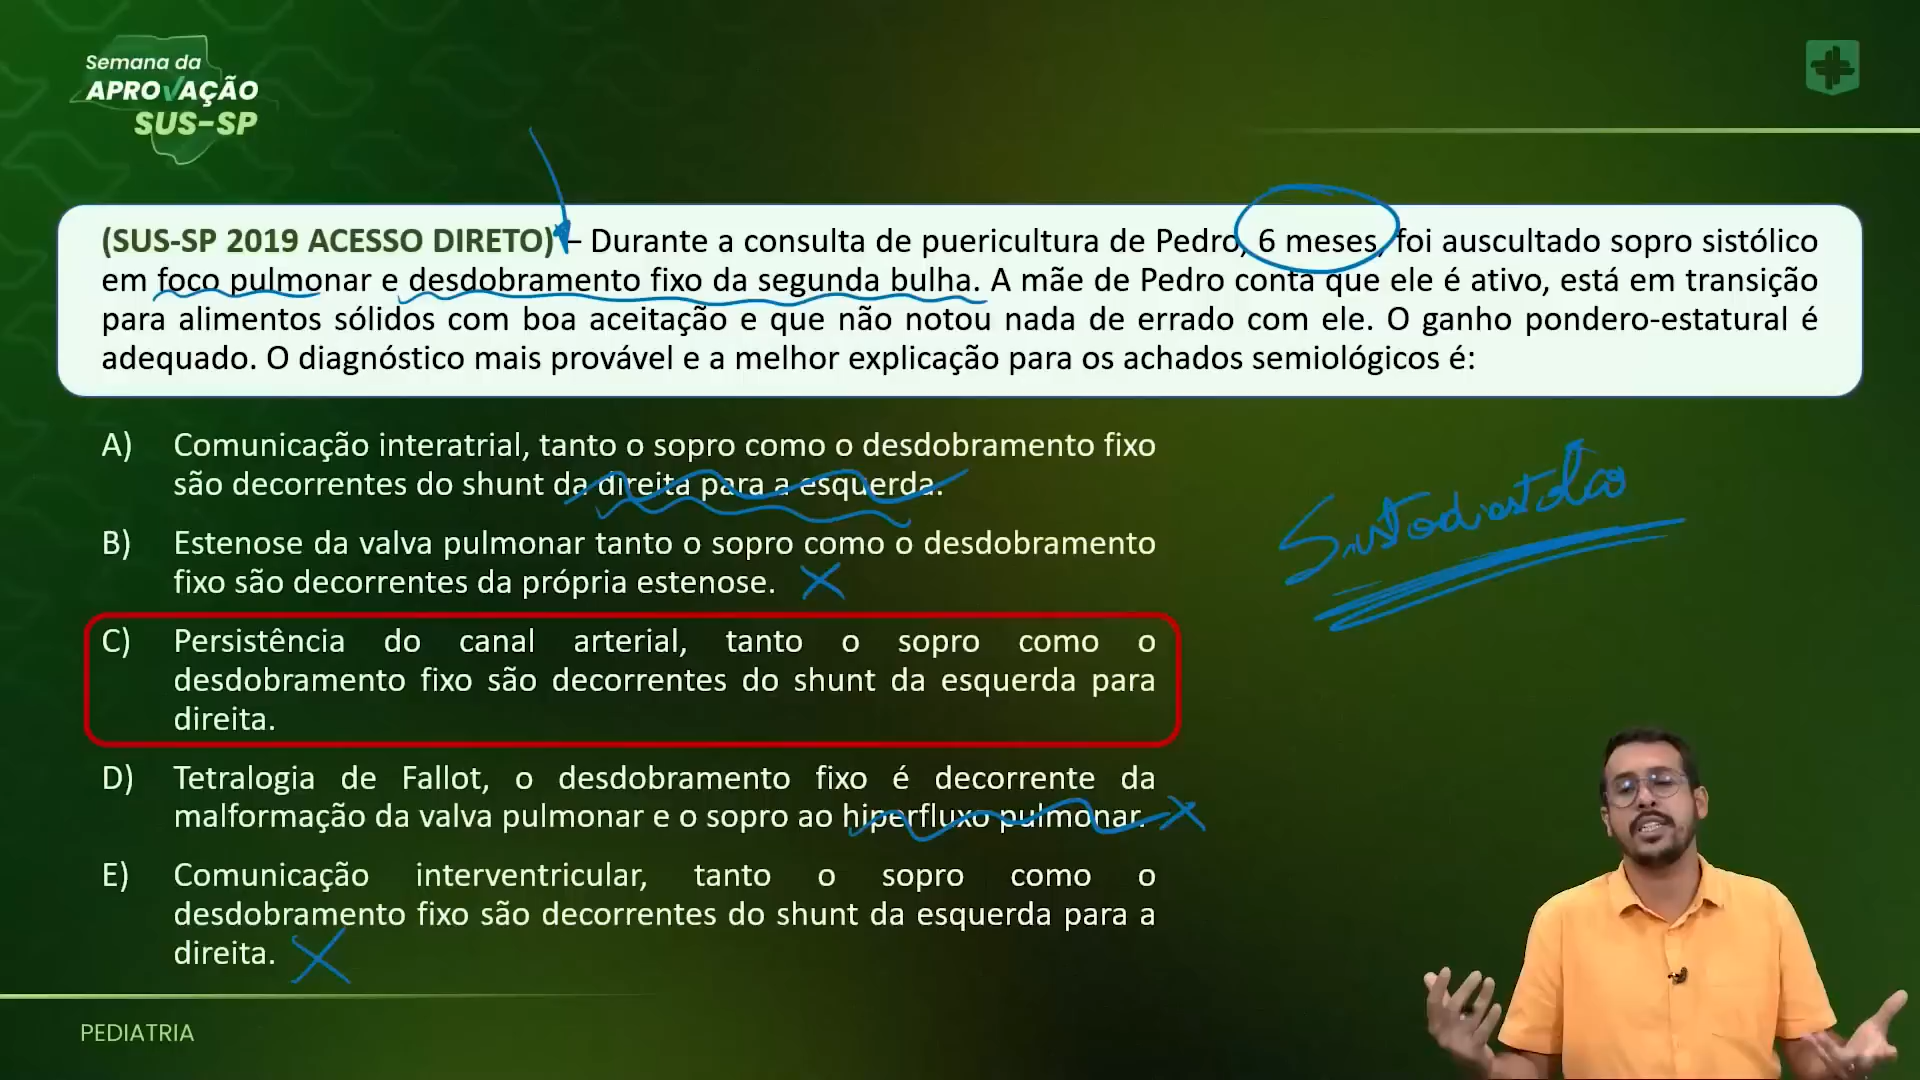 Semana da
APROVAÇÃO
SUS-SP
(SUS-SP 2019 ACESSO DIRETO) – Durante a consulta de puericultura de Pedro, 6 meses, foi auscultado sopro sistólico
em foco pulmonar e desdobramento fixo da segunda bulha. A mãe de Pedro conta que ele é ativo, está em transição
para alimentos sólidos com boa aceitação e que não notou nada de errado com ele. O ganho pondero-estatural é
adequado. O diagnóstico mais provável e a melhor explicação para os achados semiológicos é:
A) Comunicação interatrial, tanto o sopro como o desdobramento fixo
são decorrentes do shunt da direita para a esquerda.
B) Estenose da valva pulmonar tanto o sopro como o desdobramento
fixo são decorrentes da própria estenose.
C) Persistência do canal arterial, tanto o sopro como o
desdobramento fixo são decorrentes do shunt da esquerda para
direita.
D) Tetralogia de Fallot, o desdobramento fixo é decorrente da
malformação da valva pulmonar e o sopro ao hiperfluxo pulmonar.
E) Comunicação interventricular, tanto o sopro como o
desdobramento fixo são decorrentes do shunt da esquerda para a
direita.
PEDIATRIA